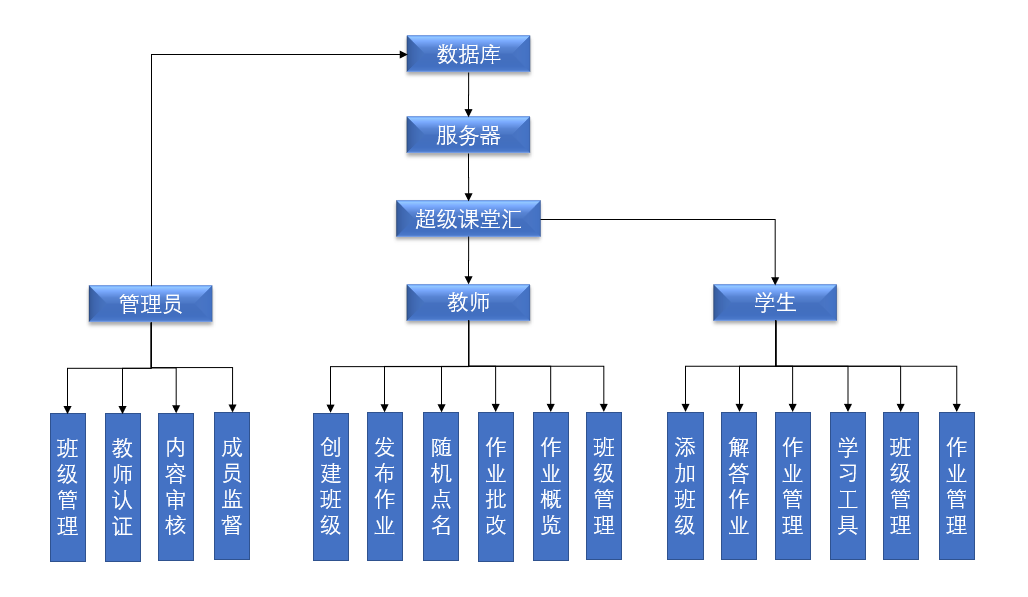 数据库
服务器
超级课堂汇
管理员
教师
学生
班级管理
教师认证
内容审核
成员监督
创建班级
发布作业
随机点名
作业批改
作业概览
班级管理
添加班级
解答作业
作业管理
学习工具
班级管理
作业管理